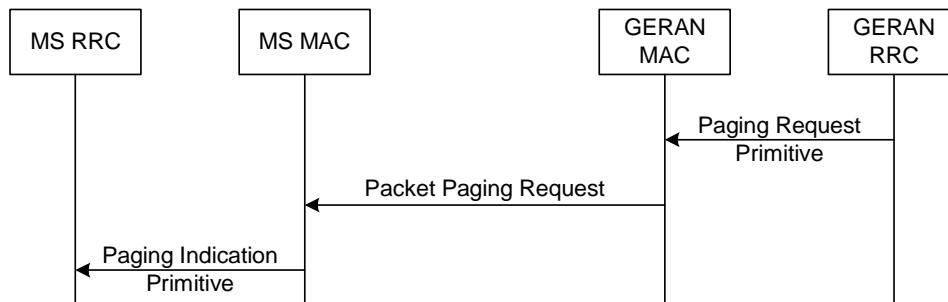 MS RRC
MS MAC
GERAN
MAC
GERAN
RRC
Paging Request
Primitive
Packet Paging Request
Paging Indication
Primitive